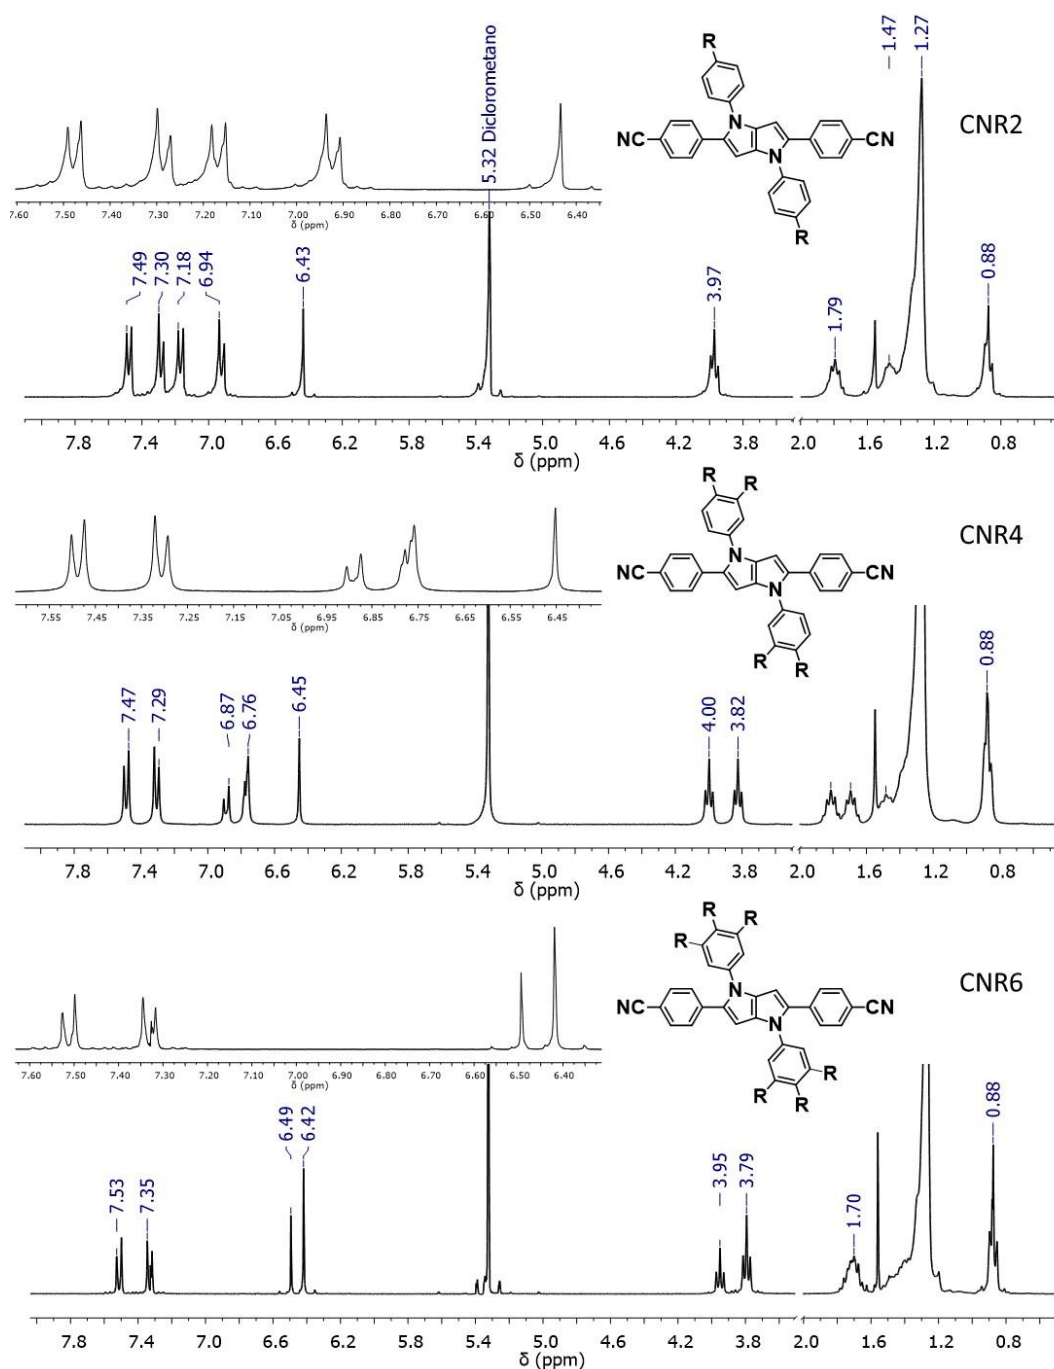 CNR2
R
N
NC
CN
N
R
7.60 7.50 7.40 7.30 7.20 7.10 7.00 6.90 6.80 6.70 6.60 6.50 6.40
δ (ppm)
7.49
7.30
7.18
6.94
6.43
5.32 Diclorometano
3.97
1.79
1.47
1.27
0.88
7.8 7.4 7.0 6.6 6.2 5.8 5.4 5.0 4.6 4.2 3.8 2.0 1.6 1.2 0.8
δ (ppm)
CNR4
R
R
N
NC
CN
N
R
R
7.55 7.45 7.35 7.25 7.15 7.05 6.95 6.85 6.75 6.65 6.55 6.45
δ (ppm)
7.47
7.29
6.87
6.76
6.45
4.00
3.82
0.88
7.8 7.4 7.0 6.6 6.2 5.8 5.4 5.0 4.6 4.2 3.8 2.0 1.6 1.2 0.8
δ (ppm)
CNR6
R
R
R
N
NC
CN
N
R
R
R
7.60 7.50 7.40 7.30 7.20 7.10 7.00 6.90 6.80 6.70 6.60 6.50 6.40
δ (ppm)
7.53
7.35
6.49
6.42
3.95
3.79
1.70
0.88
7.8 7.4 7.0 6.6 6.2 5.8 5.4 5.0 4.6 4.2 3.8 2.0 1.6 1.2 0.8
δ (ppm)